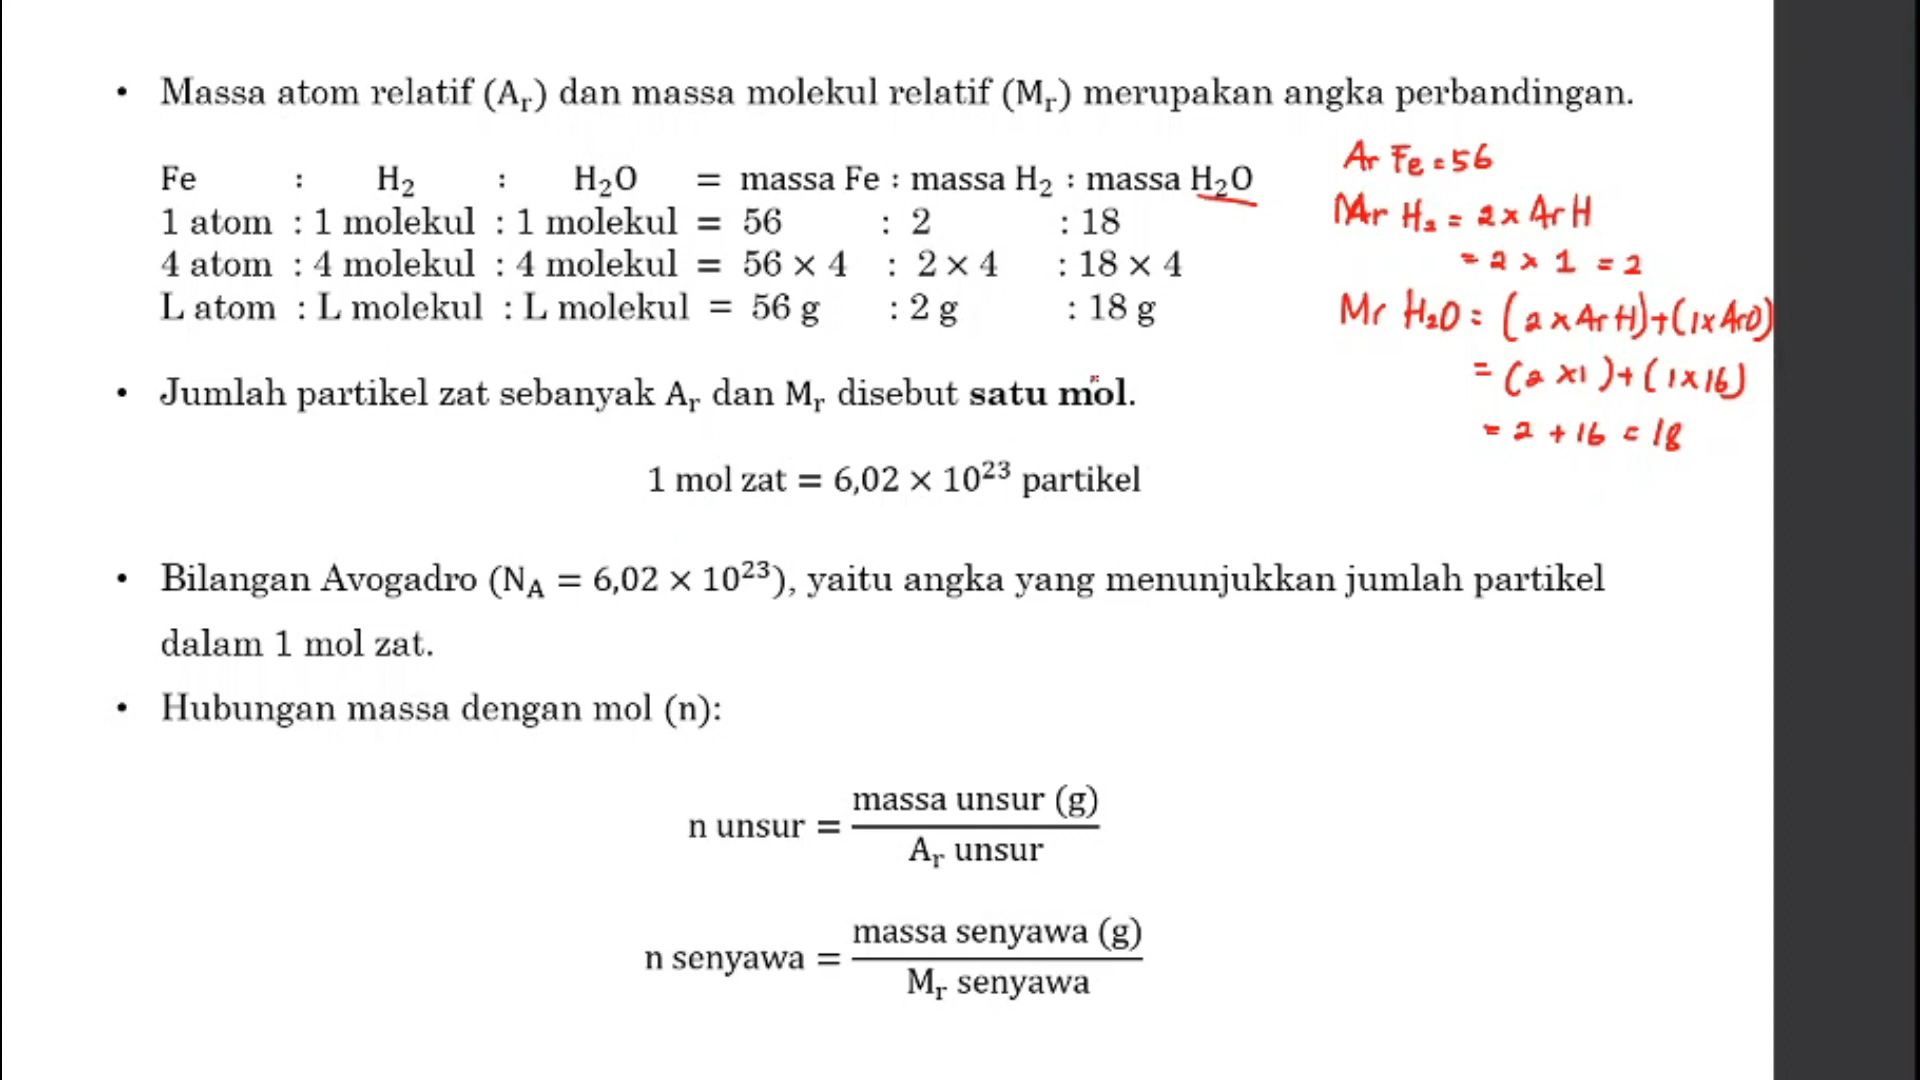 • Massa atom relatif (Aᵣ) dan massa molekul relatif (Mᵣ) merupakan angka perbandingan.
Fe : H₂ : H₂O = massa Fe : massa H₂ : massa H₂O
1 atom : 1 molekul : 1 molekul = 56 : 2 : 18
4 atom : 4 molekul : 4 molekul = 56 × 4 : 2 × 4 : 18 × 4
L atom : L molekul : L molekul = 56 g : 2 g : 18 g
Ar Fe = 56
Mr H₂ = 2 x Ar H
= 2 x 1 = 2
Mr H₂O = (2 x Ar H) + (1 x Ar O)
= (2 x 1) + (1 x 16)
= 2 + 16 = 18
• Jumlah partikel zat sebanyak Aᵣ dan Mᵣ disebut satu mol.
1 mol zat = 6,02 × 10²³ partikel
• Bilangan Avogadro (N_A = 6,02 × 10²³), yaitu angka yang menunjukkan jumlah partikel
dalam 1 mol zat.
• Hubungan massa dengan mol (n):
massa unsur (g)
n unsur =
Aᵣ unsur
massa senyawa (g)
n senyawa =
Mᵣ senyawa